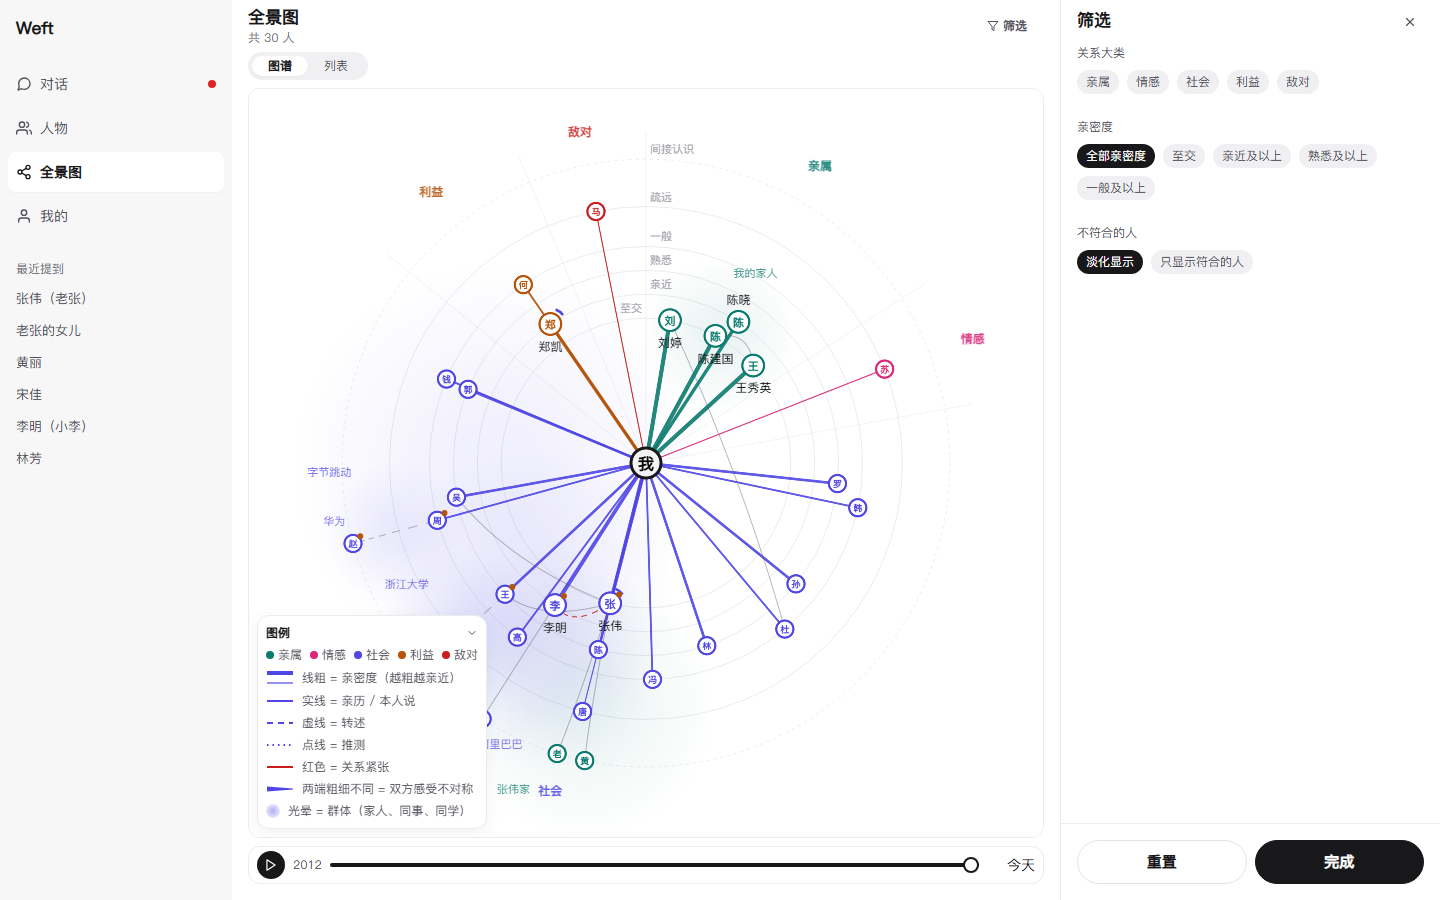 Weft
对话
人物
全景图
我的
最近提到
张伟（老张）
老张的女儿
黄丽
宋佳
李明（小李）
林芳
全景图
共 30 人
筛选
图谱
列表
敌对
间接认识
亲属
利益
疏远
马
一般
熟悉
我的家人
亲近
何
陈晓
至交
郑
刘
陈
陈
情感
郑凯
刘婷
陈建国
王
苏
钱
郭
王秀英
我
字节跳动
罗
吴
韩
华为
周
赵
浙江大学
孙
王
李
张
李明
张伟
杜
高
陈
林
冯
唐
里巴巴
老
黄
张伟家
社会
图例
亲属
情感
社会
利益
敌对
线粗 = 亲密度（越粗越亲近）
实线 = 亲历 / 本人说
虚线 = 转述
点线 = 推测
红色 = 关系紧张
两端粗细不同 = 双方感受不对称
光晕 = 群体（家人、同事、同学）
2012
今天
筛选
关系大类
亲属
情感
社会
利益
敌对
亲密度
全部亲密度
至交
亲近及以上
熟悉及以上
一般及以上
不符合的人
淡化显示
只显示符合的人
重置
完成